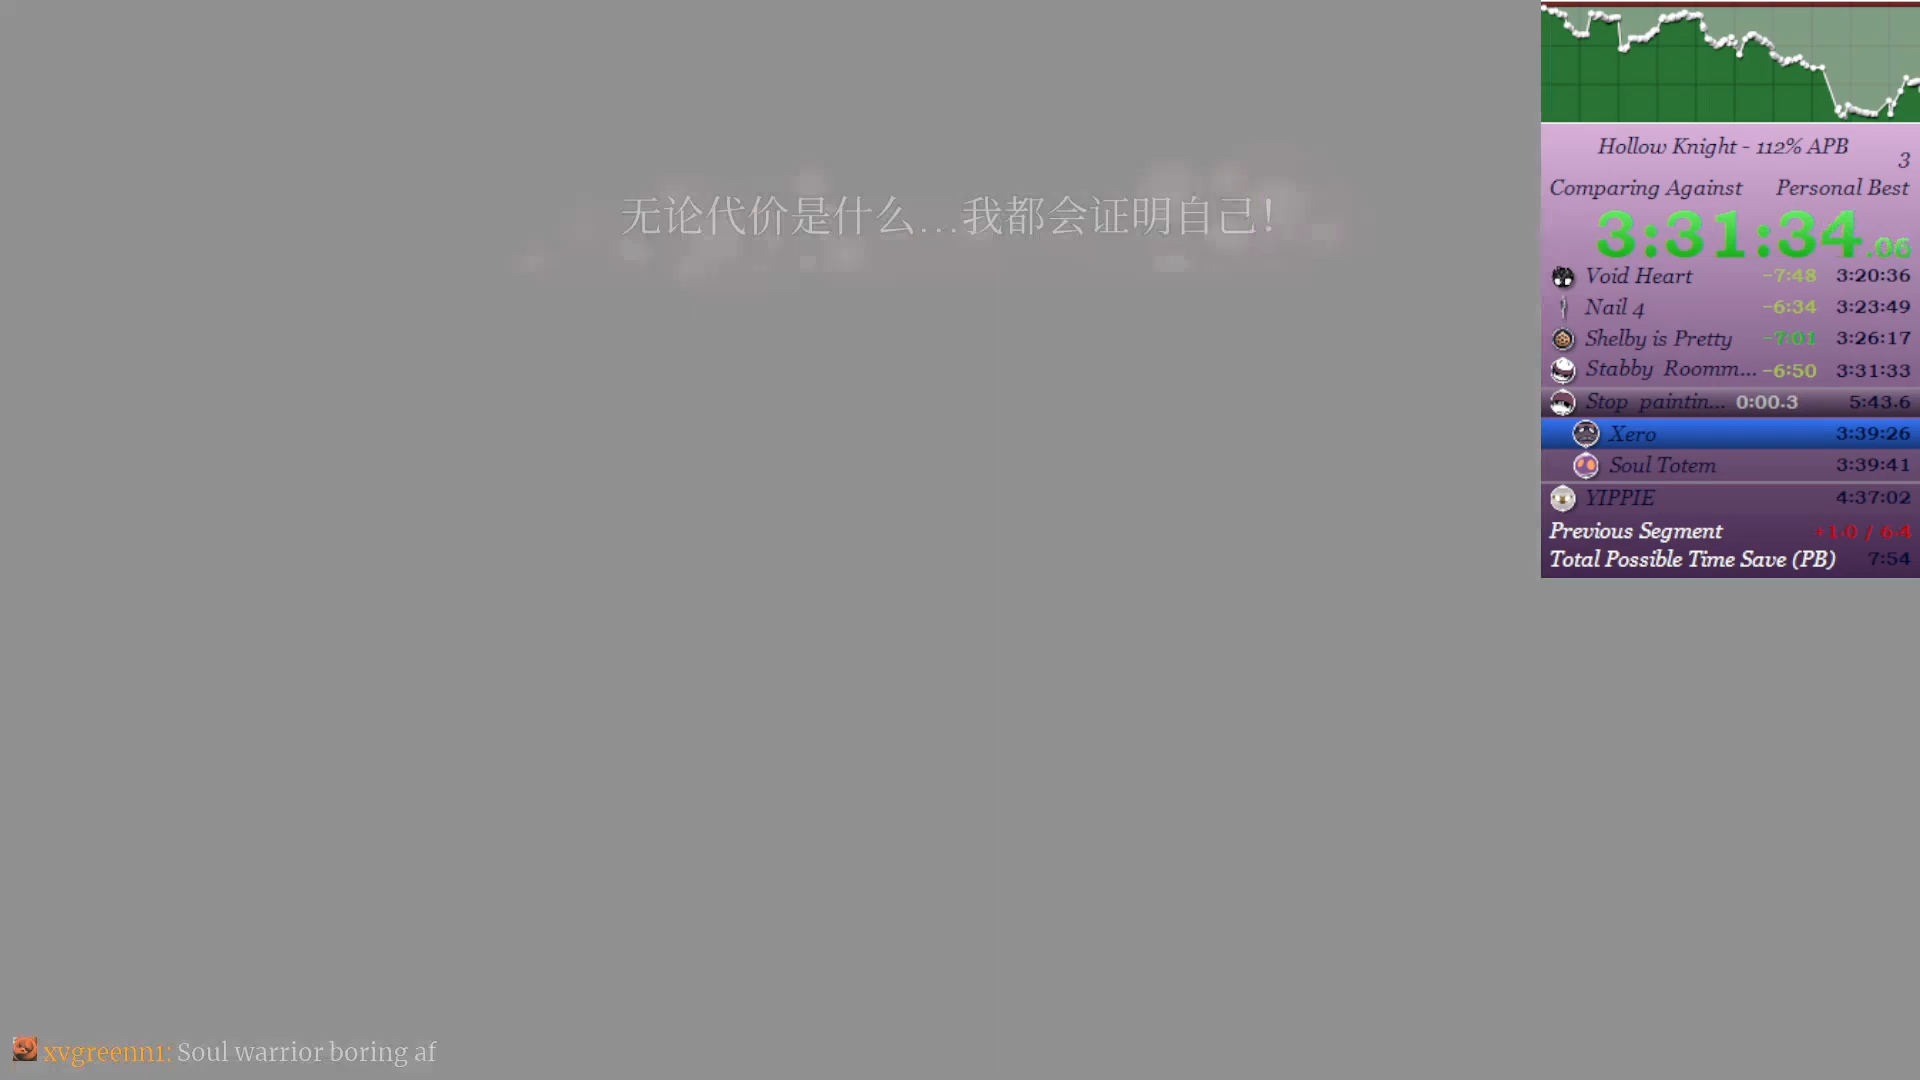 无论代价是什么…我都会证明自己！
Hollow Knight - 112% APB
3
Comparing Against Personal Best
3:31:34.06
Void Heart -7:48 3:20:36
Nail 4 -6:34 3:23:49
Shelby is Pretty -7:01 3:26:17
Stabby Roomm... -6:50 3:31:33
Stop paintin... 0:00.3 5:43.6
Xero 3:39:26
Soul Totem 3:39:41
YIPPIE 4:37:02
Previous Segment +1.0 / 6.4
Total Possible Time Save (PB) 7:54
xvgreenn1: Soul warrior boring af